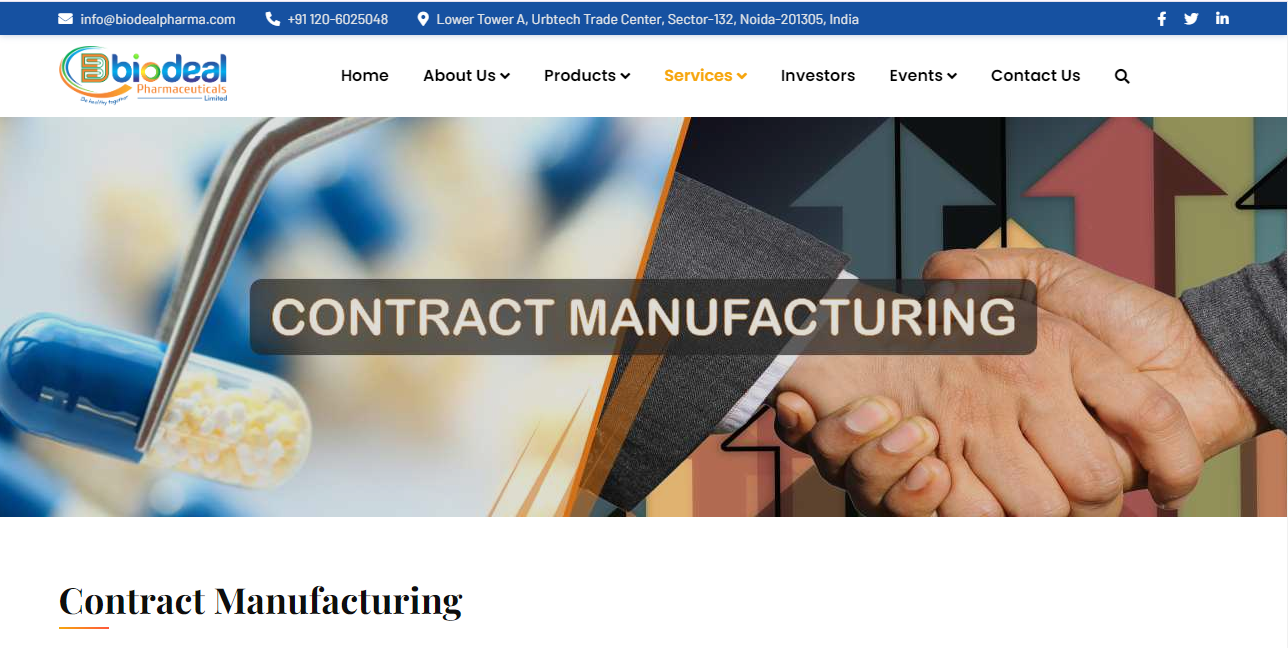 info@biodealpharma.com +91 120-6025048 Lower Tower A, Urbtech Trade Center, Sector-132, Noida-201305, India
biodeal
Pharmaceuticals
Limited
Be healthy together
Home About Us Products Services Investors Events Contact Us
CONTRACT MANUFACTURING
Contract Manufacturing